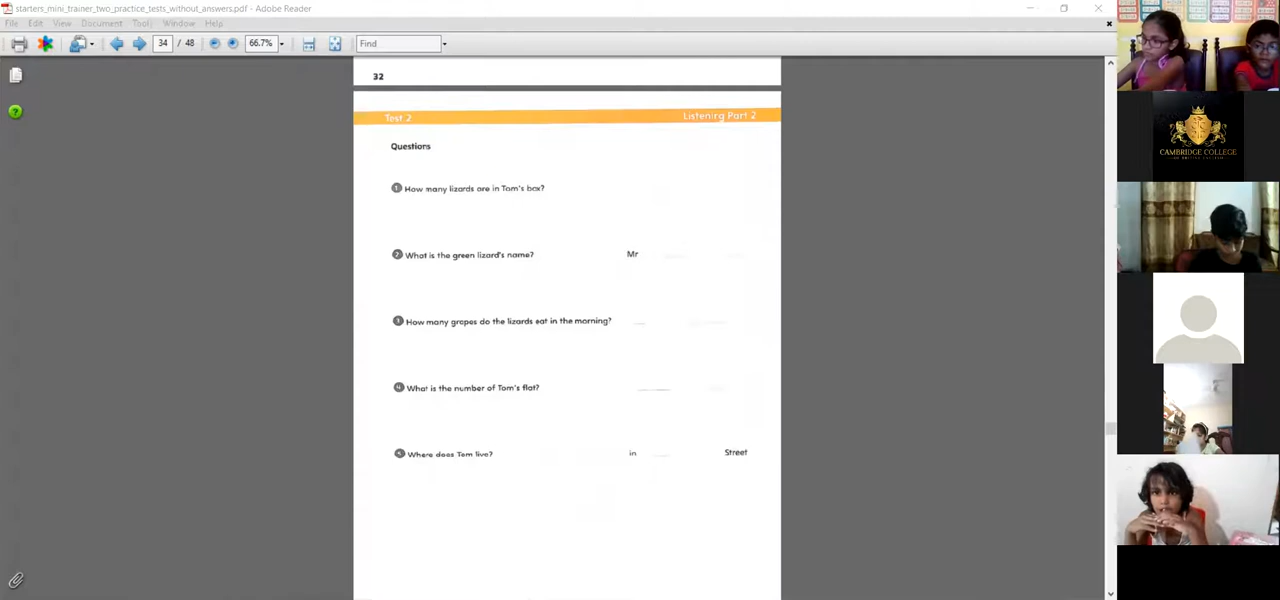 starters_mini_trainer_two_practice_tests_without_answers.pdf - Adobe Reader
File Edit View Document Tools Window Help
34 / 48 66.7% Find
32
Test 2 Listening Part 2
Questions
1 How many lizards are in Tom's box?
2 What is the green lizard's name? Mr
3 How many grapes do the lizards eat in the morning?
4 What is the number of Tom's flat?
5 Where does Tom live? in Street
CAMBRIDGE COLLEGE